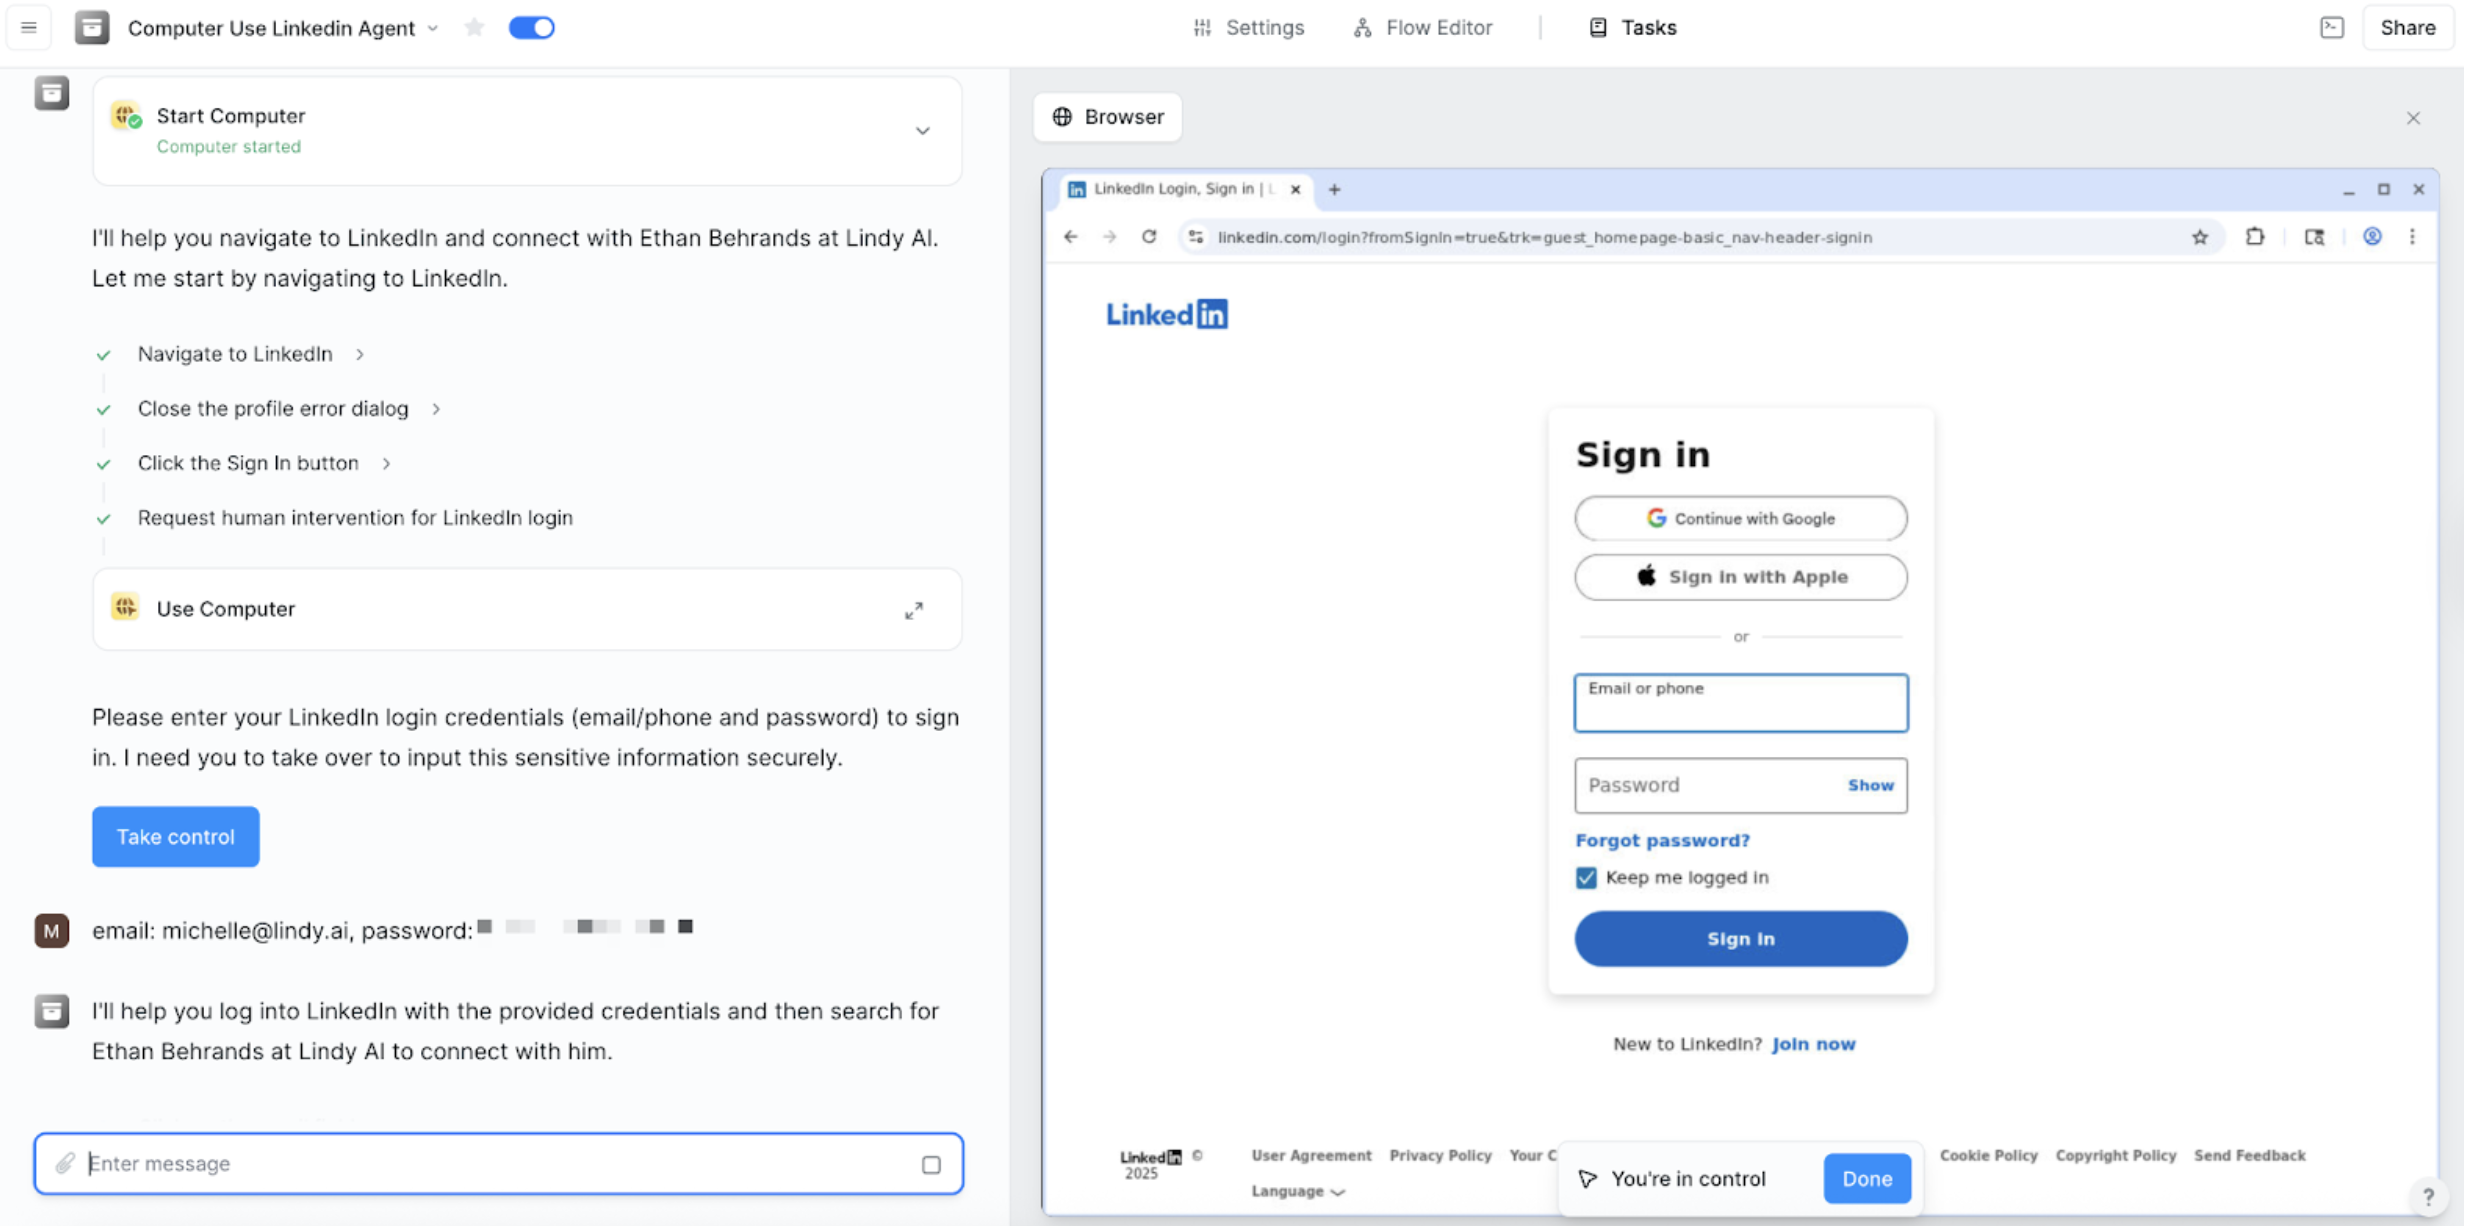 Computer Use Linkedin Agent
Settings
Flow Editor
Tasks
Share
Start Computer
Computer started
I'll help you navigate to LinkedIn and connect with Ethan Behrands at Lindy AI.
Let me start by navigating to LinkedIn.
Navigate to LinkedIn
Close the profile error dialog
Click the Sign In button
Request human intervention for LinkedIn login
Use Computer
Please enter your LinkedIn login credentials (email/phone and password) to sign
in. I need you to take over to input this sensitive information securely.
Take control
M
email: michelle@lindy.ai, password:
I'll help you log into LinkedIn with the provided credentials and then search for
Ethan Behrands at Lindy AI to connect with him.
Enter message
Browser
LinkedIn Login, Sign in | L
linkedin.com/login?fromSignIn=true&trk=guest_homepage-basic_nav-header-signin
Linked in
Sign in
Continue with Google
Sign in with Apple
or
Email or phone
Password
Show
Forgot password?
Keep me logged in
Sign in
New to LinkedIn? Join now
Linked in © 2025
User Agreement
Privacy Policy
Your C
Cookie Policy
Copyright Policy
Send Feedback
Language
You're in control
Done
?